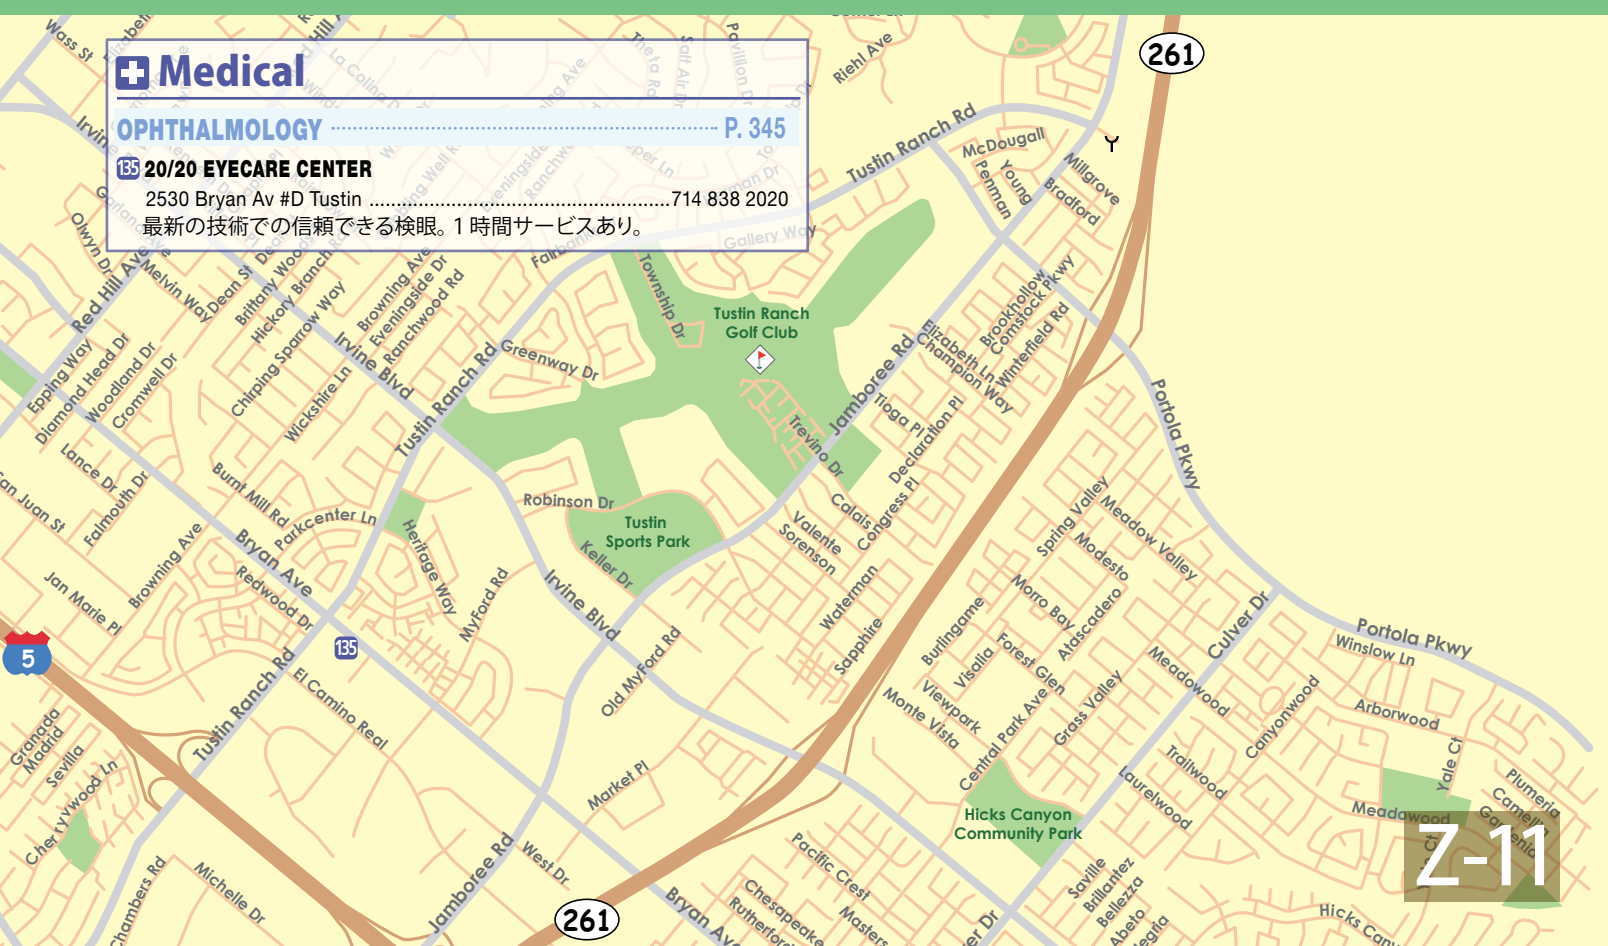 Medical
OPHTHALMOLOGY P. 345
135 20/20 EYECARE CENTER
2530 Bryan Av #D Tustin 714 838 2020
最新の技術での信頼できる検眼。1 時間サービスあり。
Wass St
Riehl Ave
261
Tustin Ranch Rd
McDougall
Young
Penman
Millgrove
Bradford
Gallery Way
Olwyn Dr
Red Hill Ave
Melvin Way
Dean St
Hickory Branch Rd
Chirping Sparrow Way
Browning Ave
Eveningside Dr
Ranchwood Rd
Irvine Blvd
Township Dr
Tustin Ranch
Golf Club
Brookhollow
Comstock Pkwy
Winterfield Rd
Elizabeth Ln
Champion Way
Epping Way
Diamond Head Dr
Woodland Dr
Cromwell Dr
Wickshire Ln
Tustin Ranch Rd
Greenway Dr
Jamboree Rd
Tioga Pl
Declaration Pl
Trevino Dr
Portola Pkwy
Lance Dr
Falmouth Dr
Burnt Mill Rd
Parkcenter Ln
Heritage Way
Robinson Dr
Tustin
Sports Park
Keller Dr
Calais
Congress Pl
Valente
Sorenson
Spring Valley
Meadow Valley
Modesto
Bryan Ave
Redwood Dr
Browning Ave
Jan Marie Pl
Myford Rd
Irvine Blvd
Waterman
Sapphire
Morro Bay
Atascadero
Burlingame
Visalia
Forest Glen
Culver Dr
Portola Pkwy
Winslow Ln
5
135
Tustin Ranch Rd
El Camino Real
Old Myford Rd
Viewpark
Monte Vista
Central Park Ave
Grass Valley
Meadowood
Canyonwood
Arborwood
Granada
Madrid
Sevilla
Cherrywood Ln
Market Pl
Trailwood
Laurelwood
Yale Ct
Plumeria
Camellia
Meadowood
Hicks Canyon
Community Park
Z-11
Chambers Rd
Michelle Dr
Jamboree Rd
West Dr
261
Bryan Ave
Pacific Crest
Chesapeake
Rutherford
Masters
Saville
Brillantez
Bellezza
Abeto